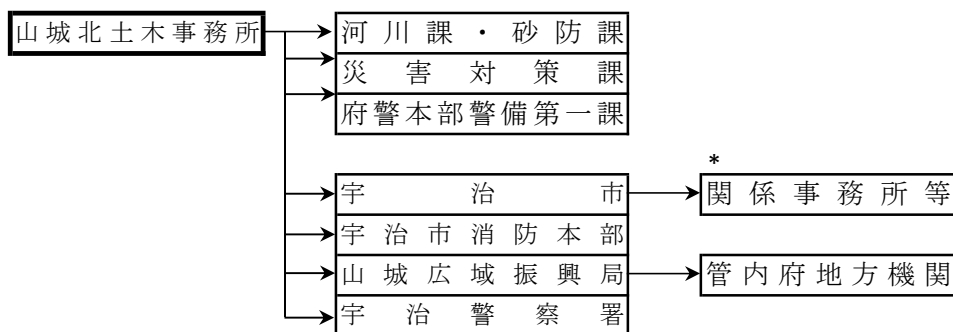 山城北土木事務所
河川課・砂防課
災害対策課
府警本部警備第一課
*
宇治市
関係事務所等
宇治市消防本部
山城広域振興局
管内府地方機関
宇治警察署